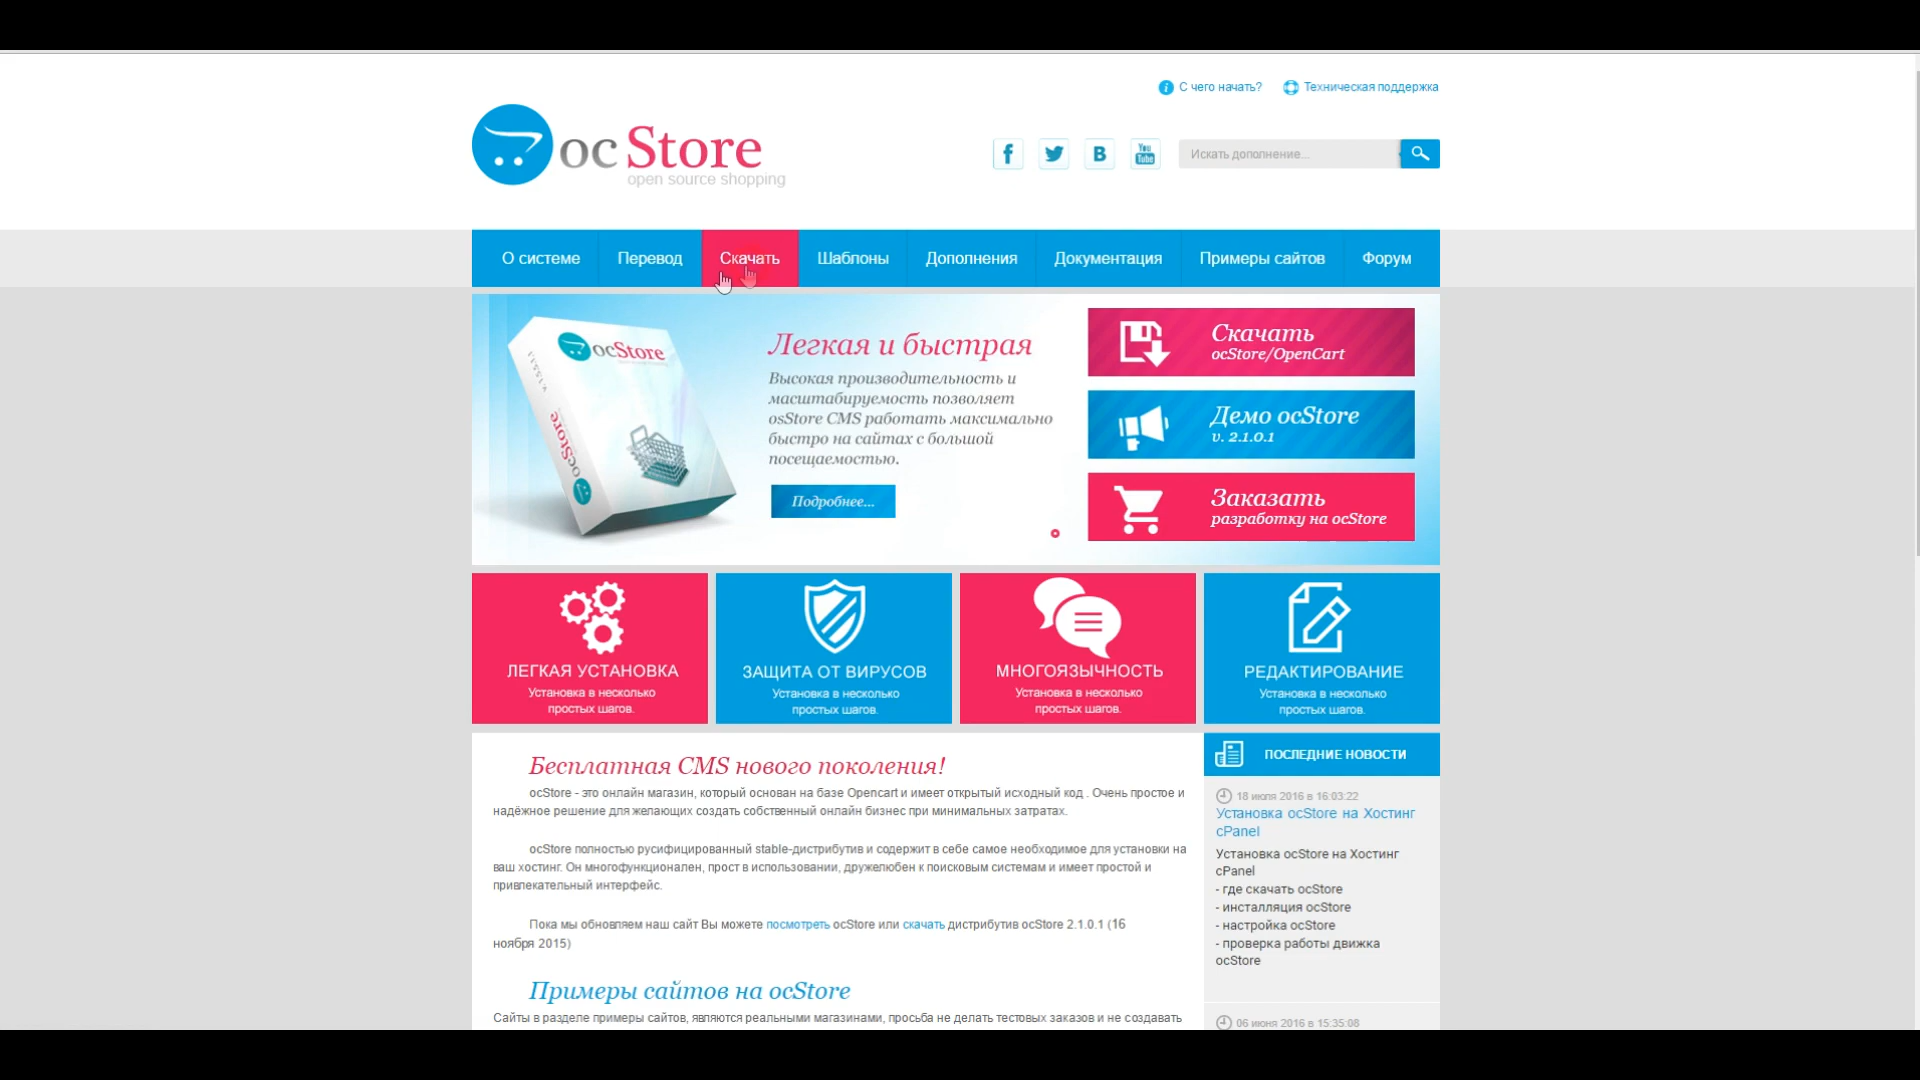 С чего начать? Техническая поддержка
ocStore
open source shopping
f B You Tube Искать дополнение...
О системе Перевод Скачать Шаблоны Дополнения Документация Примеры сайтов Форум
ocStore
ocStore
Легкая и быстрая
Высокая производительность и
масштабируемость позволяет
osStore CMS работать максимально
быстро на сайтах с большой
посещаемостью.
Подробнее...
Скачать
ocStore/OpenCart
Демо ocStore
v. 2.1.0.1
Заказать
разработку на ocStore
ЛЕГКАЯ УСТАНОВКА
Установка в несколько
простых шагов.
ЗАЩИТА ОТ ВИРУСОВ
Установка в несколько
простых шагов.
МНОГОЯЗЫЧНОСТЬ
Установка в несколько
простых шагов.
РЕДАКТИРОВАНИЕ
Установка в несколько
простых шагов.
Бесплатная CMS нового поколения!
ocStore - это онлайн магазин, который основан на базе Opencart и имеет открытый исходный код . Очень простое и
надёжное решение для желающих создать собственный онлайн бизнес при минимальных затратах.
ocStore полностью русифицированный stable-дистрибутив и содержит в себе самое необходимое для установки на
ваш хостинг. Он многофункционален, прост в использовании, дружелюбен к поисковым системам и имеет простой и
привлекательный интерфейс.
Пока мы обновляем наш сайт Вы можете посмотреть ocStore или скачать дистрибутив ocStore 2.1.0.1 (16
ноября 2015)
Примеры сайтов на ocStore
Сайты в разделе примеры сайтов, являются реальными магазинами, просьба не делать тестовых заказов и не создавать
ПОСЛЕДНИЕ НОВОСТИ
18 июля 2016 в 16:03:22
Установка ocStore на Хостинг
cPanel
Установка ocStore на Хостинг
cPanel
- где скачать ocStore
- инсталляция ocStore
- настройка ocStore
- проверка работы движка
ocStore
06 июня 2016 в 15:35:08